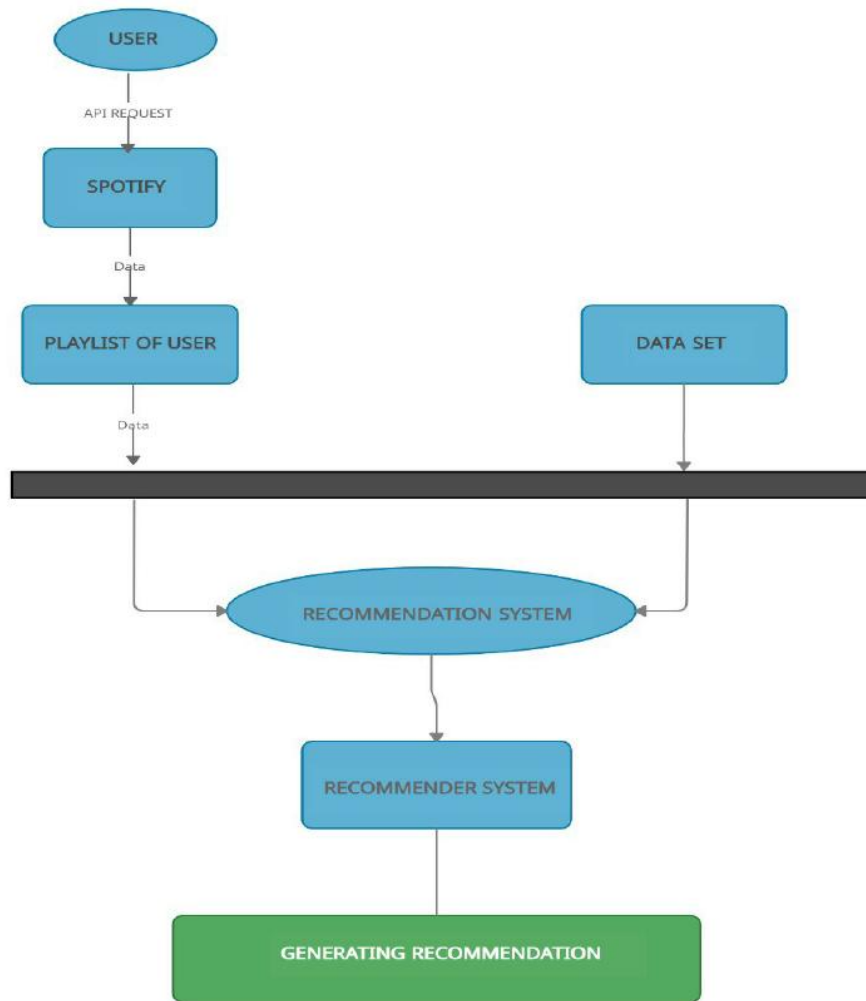 USER
API REQUEST
SPOTIFY
Data
PLAYLIST OF USER
DATA SET
Data
RECOMMENDATION SYSTEM
RECOMMENDER SYSTEM
GENERATING RECOMMENDATION